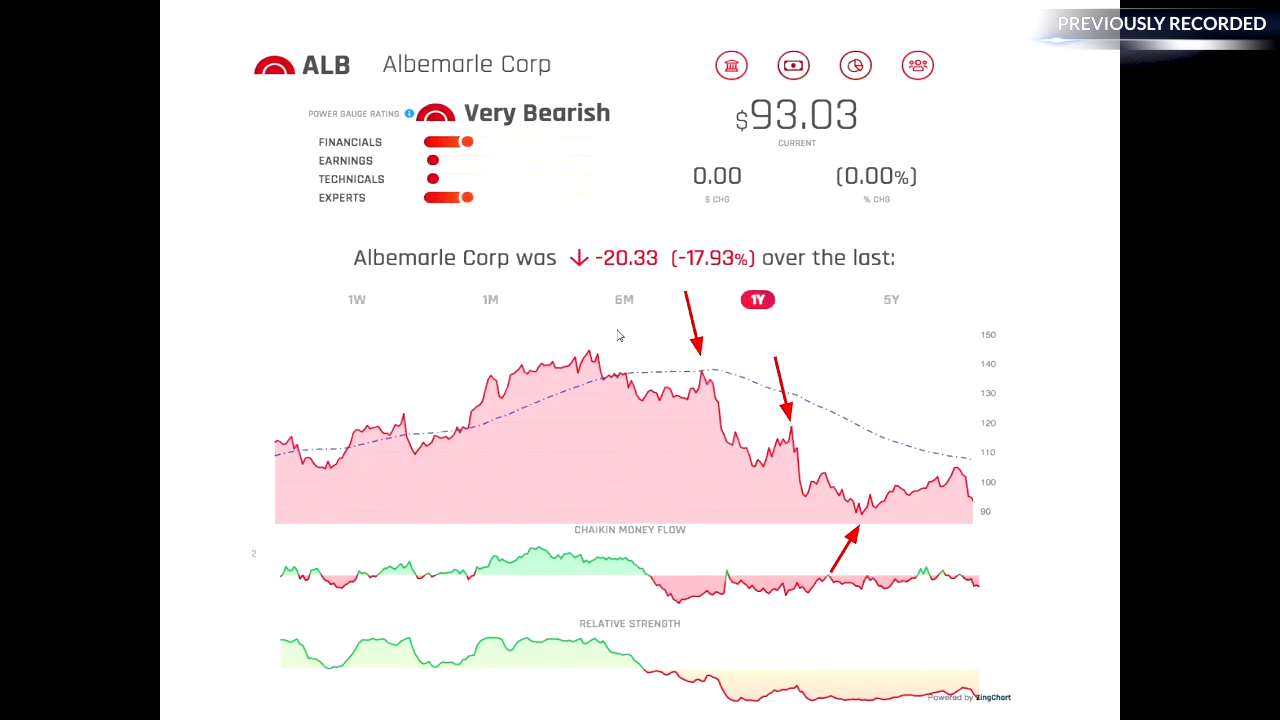 PREVIOUSLY RECORDED
ALB Albemarle Corp
POWER GAUGE RATING i Very Bearish
$93.03
CURRENT
FINANCIALS
EARNINGS
TECHNICALS
EXPERTS
0.00 (0.00%)
$ CHG % CHG
Albemarle Corp was ↓ -20.33 (-17.93%) over the last:
1W 1M 6M 1Y 5Y
150
140
130
120
110
100
90
CHAIKIN MONEY FLOW
2
RELATIVE STRENGTH
Powered by ZingChart